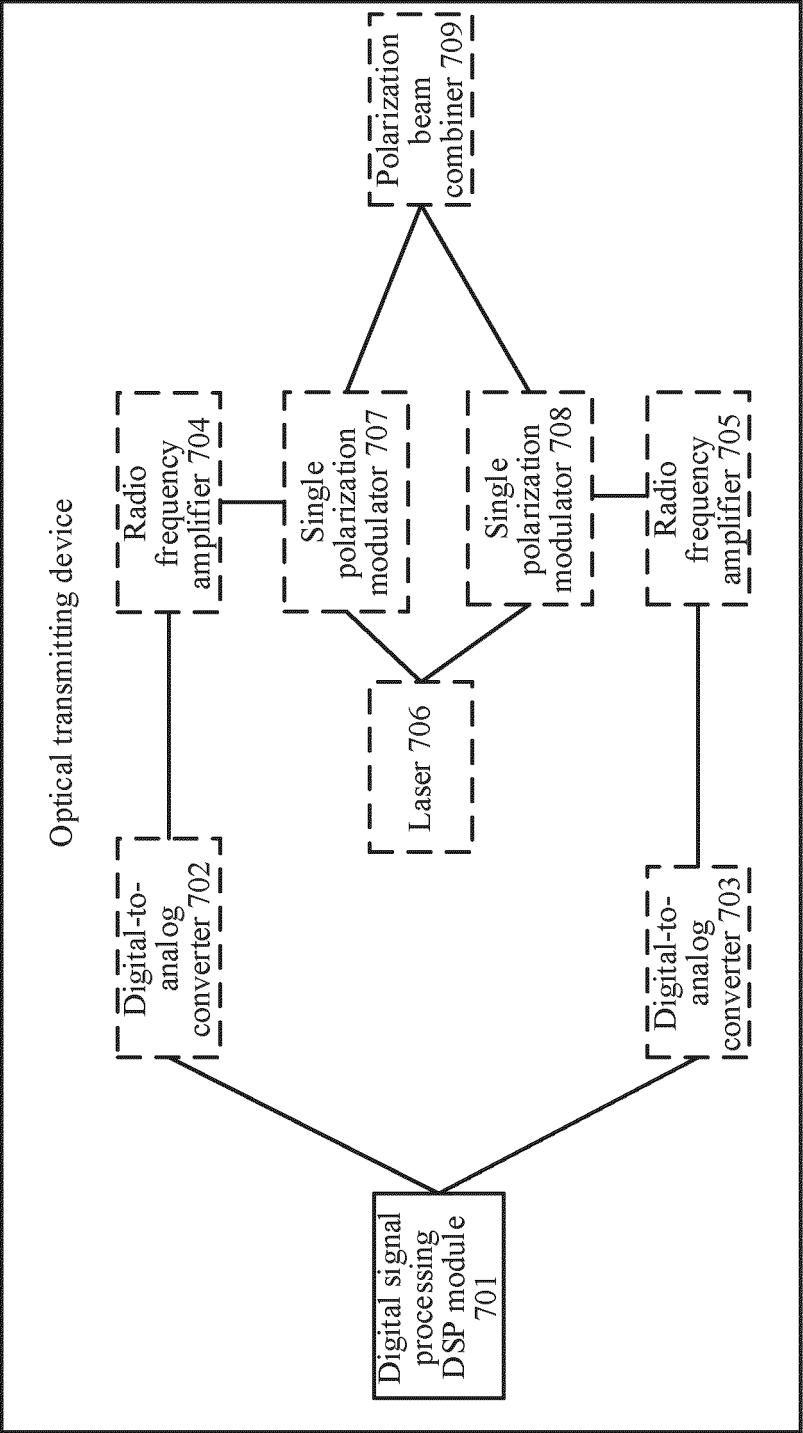 Optical transmitting device
Digital signal
processing
DSP module
701
Digital-to-
analog
converter 702
Radio
frequency
amplifier 704
Laser 706
Single
polarization
modulator 707
Single
polarization
modulator 708
Polarization
beam
combiner 709
Digital-to-
analog
converter 703
Radio
frequency
amplifier 705